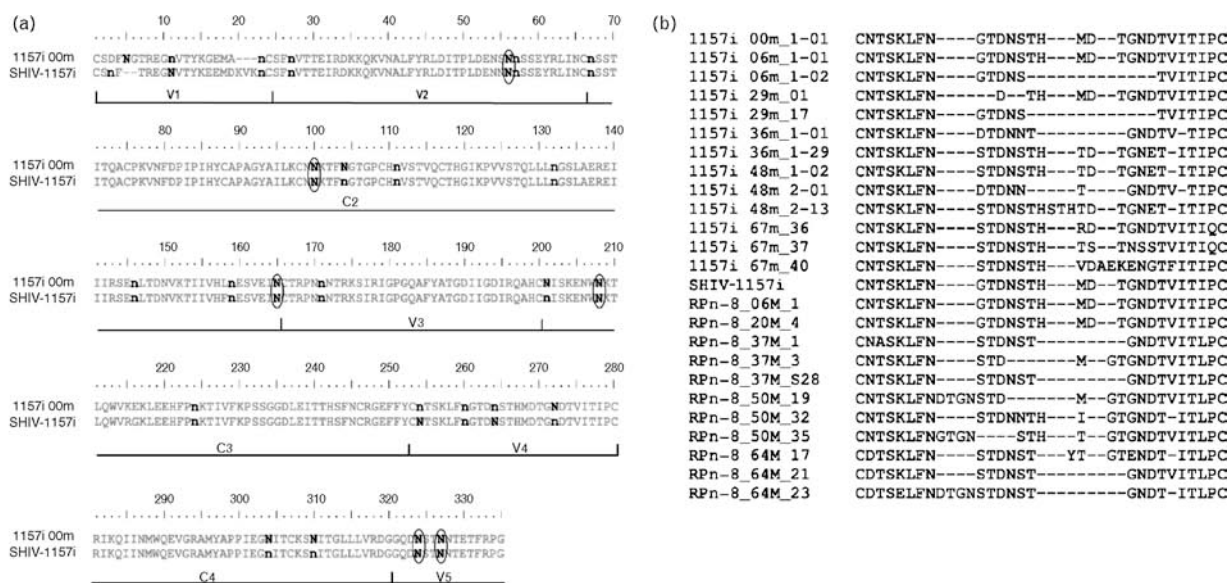 (a)
10 20 30 40 50 60 70
1157i 00m CSDFNGTREGnVTYKGEMA---nCSFnVTTEIRDKKQKVNALFYRLDITPLDENNnSSEYRLINCnSST
SHIV-1157i CSnF--TREGNVTYKEEMDKVKnCSFnVTTEIRDKKQKVNALFYRLDITPLDENNnSSEYRLINCnSST
V1 V2
80 90 100 110 120 130 140
1157i 00m ITQACPKVNFDPIPIHYCAPAGYAILKCNNKTFNGTGPCHnVSTVQCTHGIKPVVSTQLLLnGSLAEREI
SHIV-1157i ITQACPKVNFDPIPIHYCAPAGYAILKCNNKTFnGTGPCHnVSTVQCTHGIKPVVSTQLLLnGSLAEREI
C2
150 160 170 180 190 200 210
1157i 00m IIRSEnLTDNVKTIIVHLnESVEINCTRPNnNTRKSIRIGPGQAFYATGDIIGDIRQAHCNISKENWNKT
SHIV-1157i IIRSEnLTDNVKTIIVHLnESVEINCTRPNnNTRKSIRIGPGQAFYATGDIIGDIRQAHCnISKENWNKT
V3
220 230 240 250 260 270 280
1157i 00m LQWVKEKLEEHFPnKTIVFKPSSGGDLEITTHSFNCRGEFFYCnTSKLFnGTDnSTHMDTGNDTVITIPC
SHIV-1157i LQWVRGKLEEHFPnKTIVFKPSSGGDLEITTHSFNCRGEFFYCNTSKLFnGTDNSTHMDTGnDTVITIPC
C3 V4
290 300 310 320 330
1157i 00m RIKQIINMWQEVGRAMYAPPIEGNITCKSNITGLLLVRDGGQDNSTNNTETFRPG
SHIV-1157i RIKQIINMWQEVGRAMYAPPIEGnITCKSnITGLLLVRDGGQDNSTNNTETFRPG
C4 V5
(b)
1157i 00m_1-01 CNTSKLFN----GTDNSTH---MD--TGNDTVITIPC
1157i 06m_1-01 CNTSKLFN----GTDNSTH---MD--TGNDTVITIPC
1157i 06m_1-02 CNTSKLFN----GTDNS-------------TVITIPC
1157i 29m_01 CNTSKLFN------D--TH---MD--TGNDTVITIPC
1157i 29m_17 CNTSKLFN----GTDNS-------------TVITIPC
1157i 36m_1-01 CNTSKLFN----DTDNNT---------GNDTV-TIPC
1157i 36m_1-29 CNTSKLFN----STDNSTH---TD--TGNET-ITIPC
1157i 48m_1-02 CNTSKLFN----STDNSTH---TD--TGNET-ITIPC
1157i 48m_2-01 CNTSKLFN----DTDNN----T-----GNDTV-TIPC
1157i 48m_2-13 CNTSKLFN----STDNSTHSTHTD--TGNET-ITIPC
1157i 67m_36 CNTSKLFN----STDNSTH---RD--TGNDTVITIQC
1157i 67m_37 CNTSKLFN----STDNSTH---TS--TNSSTVITIQC
1157i 67m_40 CNTSKLFN----STDNSTH---VDAEKENGTFITIPC
SHIV-1157i CNTSKLFN----GTDNSTH---MD--TGNDTVITIPC
RPn-8_06M_1 CNTSKLFN----GTDNSTH---MD--TGNDTVITIPC
RPn-8_20M_4 CNTSKLFN----GTDNSTH---MD--TGNDTVITIPC
RPn-8_37M_1 CNASKLFN----STDNST---------GNDTVITLPC
RPn-8_37M_3 CNTSKLFN----STD-------M--GTGNDTVITLPC
RPn-8_37M_S28 CNTSKLFN----STDNST---------GNDTVITLPC
RPn-8_50M_19 CNTSKLFNDTGNSTD-------M--GTGNDTVITLPC
RPn-8_50M_32 CNTSKLFN----STDNNTH---I--GTGNDTVITLPC
RPn-8_50M_35 CNTSKLFNGTGN----STH---T--GTGNDTVITLPC
RPn-8_64M_17 CDTSKLFN----STDNST---YT--GTENDT-ITLPC
RPn-8_64M_21 CDTSKLFN----STDNST---------GNDT-ITLPC
RPn-8_64M_23 CDTSELFNDTGNSTDNST---------GNDT-ITLPC